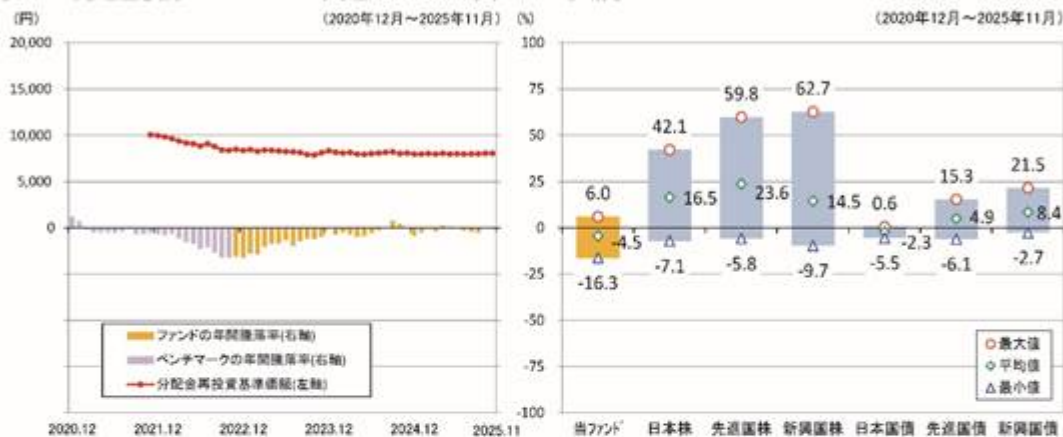 (円)
(2020年12月～2025年11月)
20,000
15,000
10,000
5,000
0
ファンドの年間騰落率(右軸)
ベンチマークの年間騰落率(右軸)
分配金再投資基準価額(左軸)
2020.12 2021.12 2022.12 2023.12 2024.12 2025.11
(%)
(2020年12月～2025年11月)
100
75
50
25
0
-25
-50
-75
-100
6.0 42.1 59.8 62.7 0.6 15.3 21.5
-4.5 16.5 23.6 14.5 -2.3 4.9 8.4
-16.3 -7.1 -5.8 -9.7 -5.5 -6.1 -2.7
最大値
平均値
最小値
当ファンド 日本株 先進国株 新興国株 日本国債 先進国債 新興国債